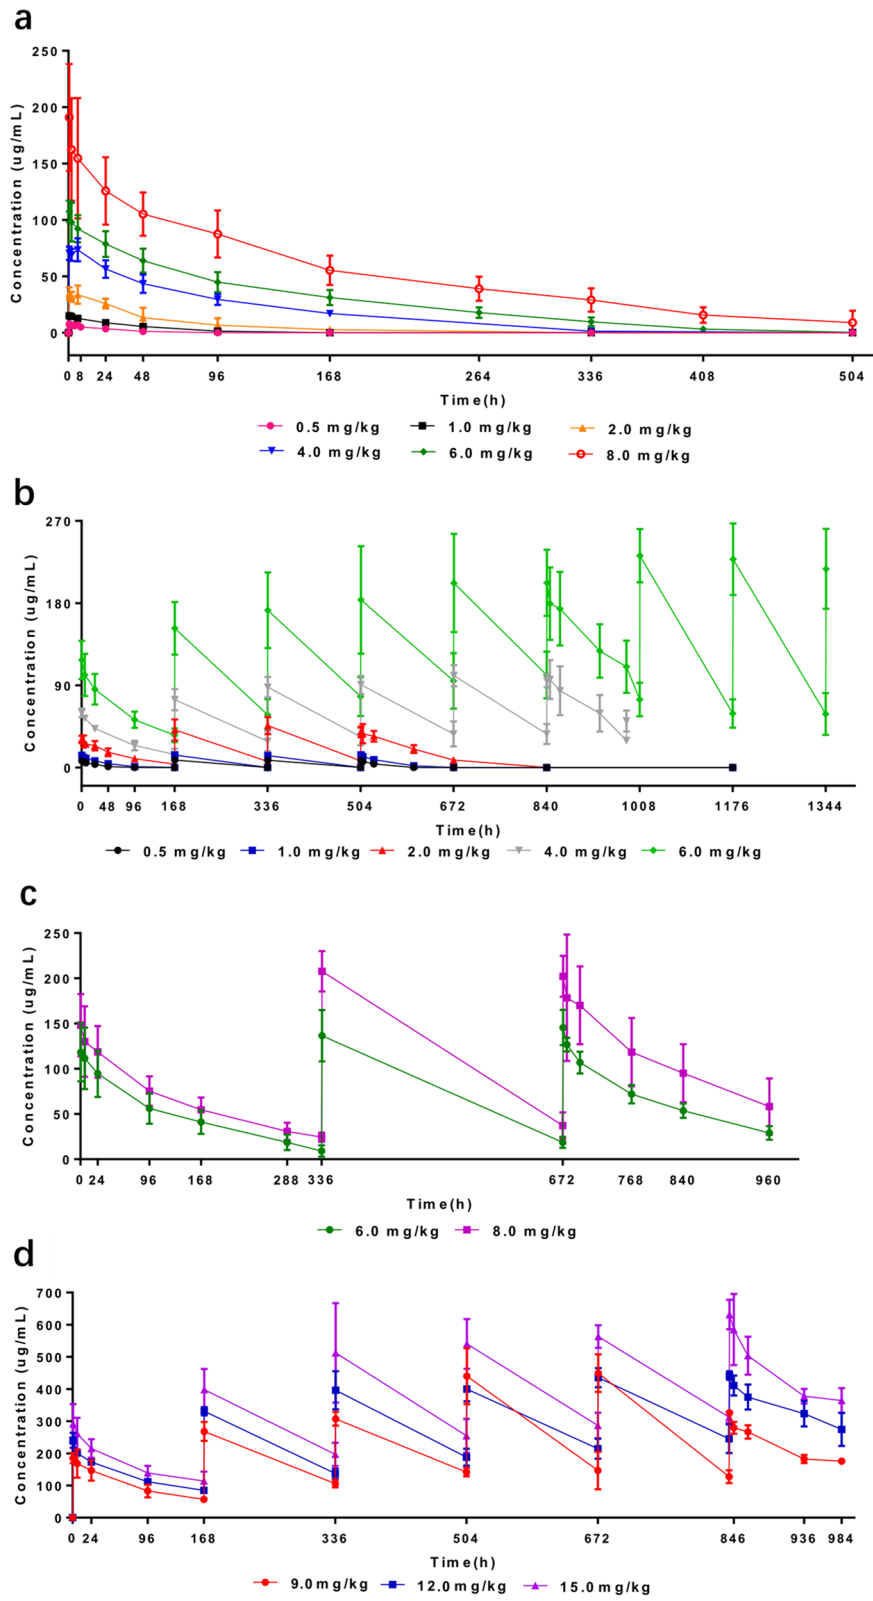 a
250
200
150
100
50
0
Concentration (ug/mL)
0 8 24 48 96 168 264 336 408 504
Time(h)
0.5 mg/kg 1.0 mg/kg 2.0 mg/kg
4.0 mg/kg 6.0 mg/kg 8.0 mg/kg
b
270
180
90
0
Concentration (ug/mL)
0 48 96 168 336 504 672 840 1008 1176 1344
Time(h)
0.5 mg/kg 1.0 mg/kg 2.0 mg/kg 4.0 mg/kg 6.0 mg/kg
c
250
200
150
100
50
0
Concentration (ug/mL)
0 24 96 168 288 336 672 768 840 960
Time(h)
6.0 mg/kg 8.0 mg/kg
d
700
600
500
400
300
200
100
0
Concentration (ug/mL)
0 24 96 168 336 504 672 846 936 984
Time(h)
9.0mg/kg 12.0mg/kg 15.0mg/kg